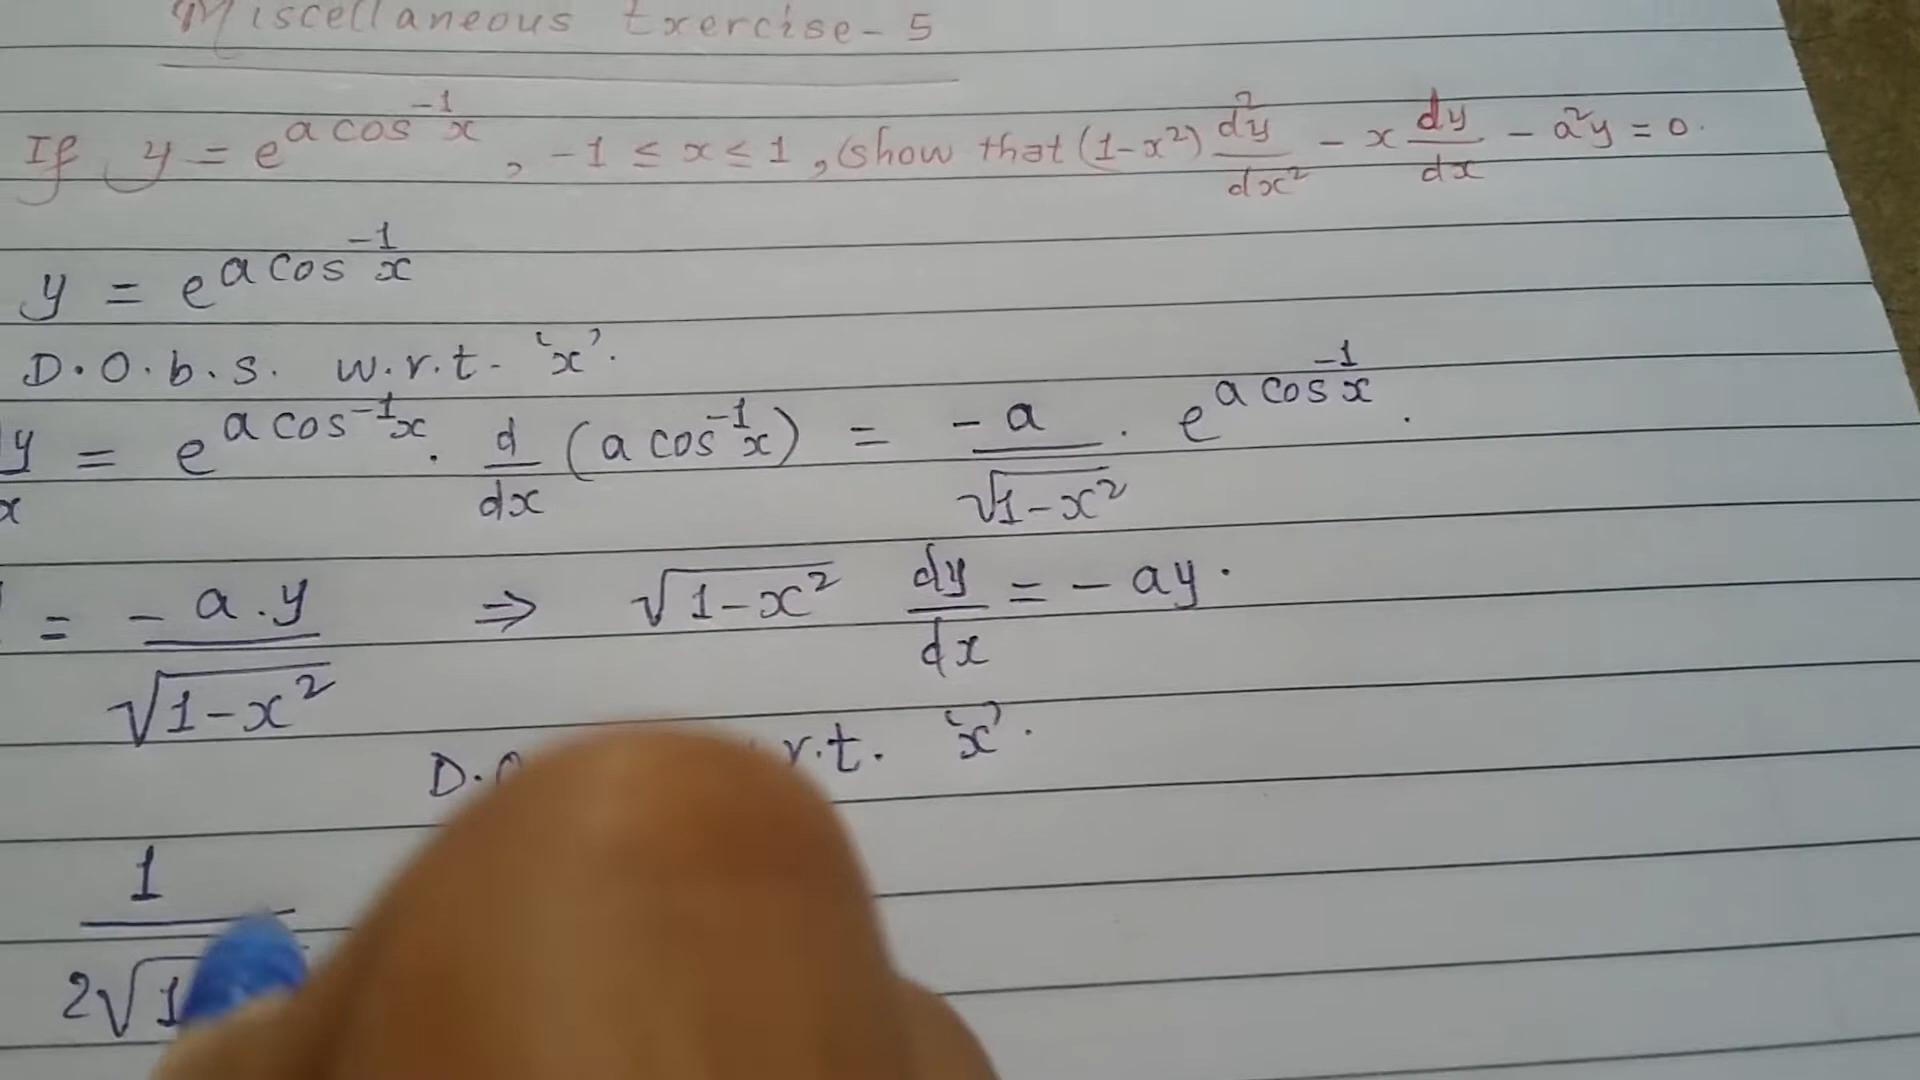 Miscellaneous Exercise-5
If y = e^{a cos^{-1}x}, -1 ≤ x ≤ 1, show that (1-x²) d²y/dx² - x dy/dx - a²y = 0.
y = e^{a cos^{-1}x}
D.O.b.s. w.r.t. 'x'.
y/x = e^{a cos^{-1}x} . d/dx (a cos^{-1}x) = -a/√(1-x²) . e^{a cos^{-1}x}.
= -a.y/√(1-x²) ⇒ √(1-x²) dy/dx = -ay.
D. r.t. 'x'.
1/2√1